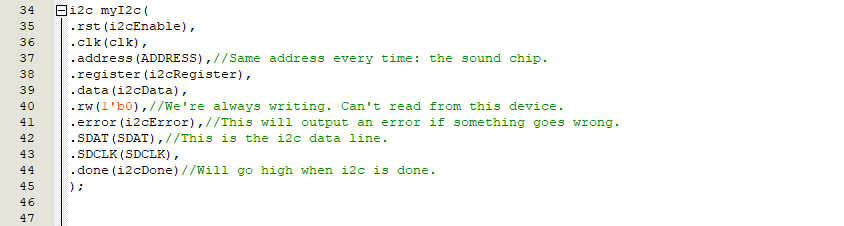 34 i2c myI2c(
35 .rst(i2cEnable),
36 .clk(clk),
37 .address(ADDRESS),//Same address every time: the sound chip.
38 .register(i2cRegister),
39 .data(i2cData),
40 .rw(1'b0),//We're always writing. Can't read from this device.
41 .error(i2cError),//This will output an error if something goes wrong.
42 .SDAT(SDAT),//This is the i2c data line.
43 .SDCLK(SDCLK),
44 .done(i2cDone)//Will go high when i2c is done.
45 );
46
47